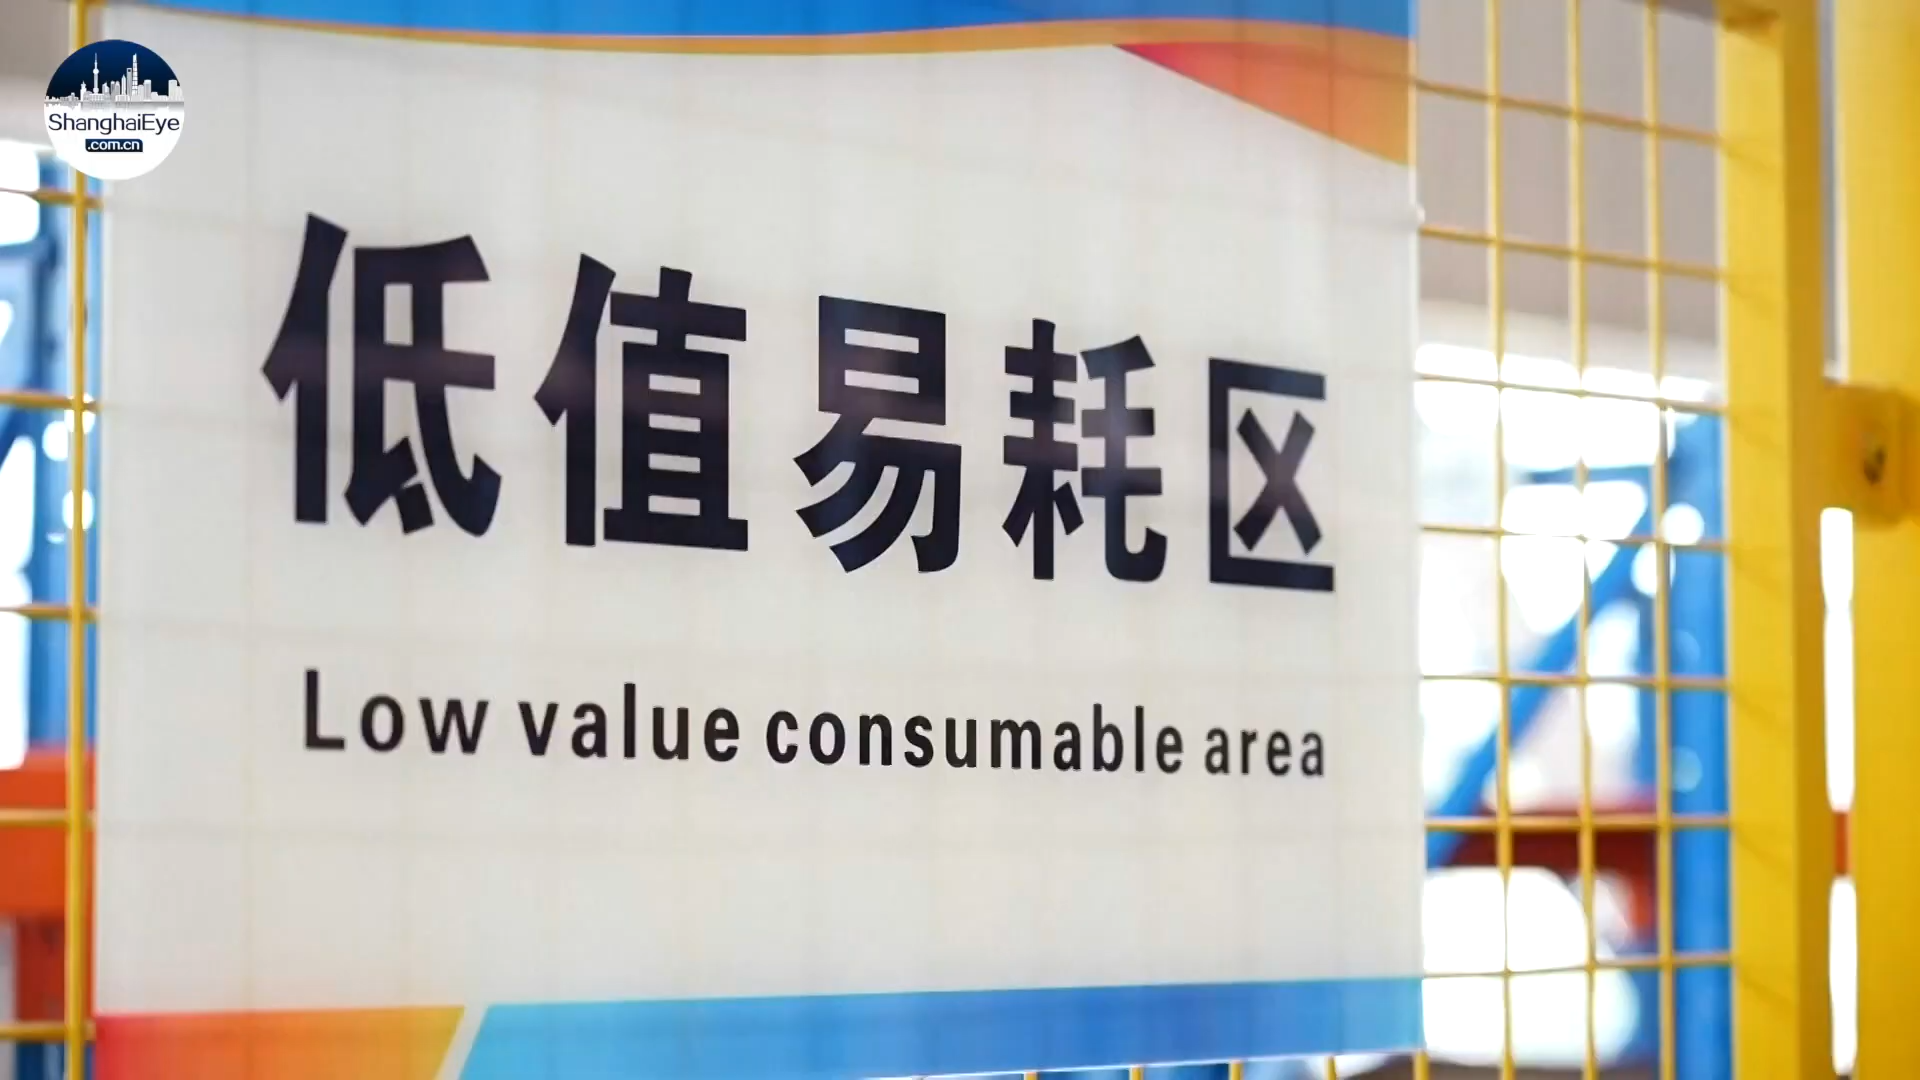 ShanghaiEye
.com.cn
低值易耗区
Low value consumable area